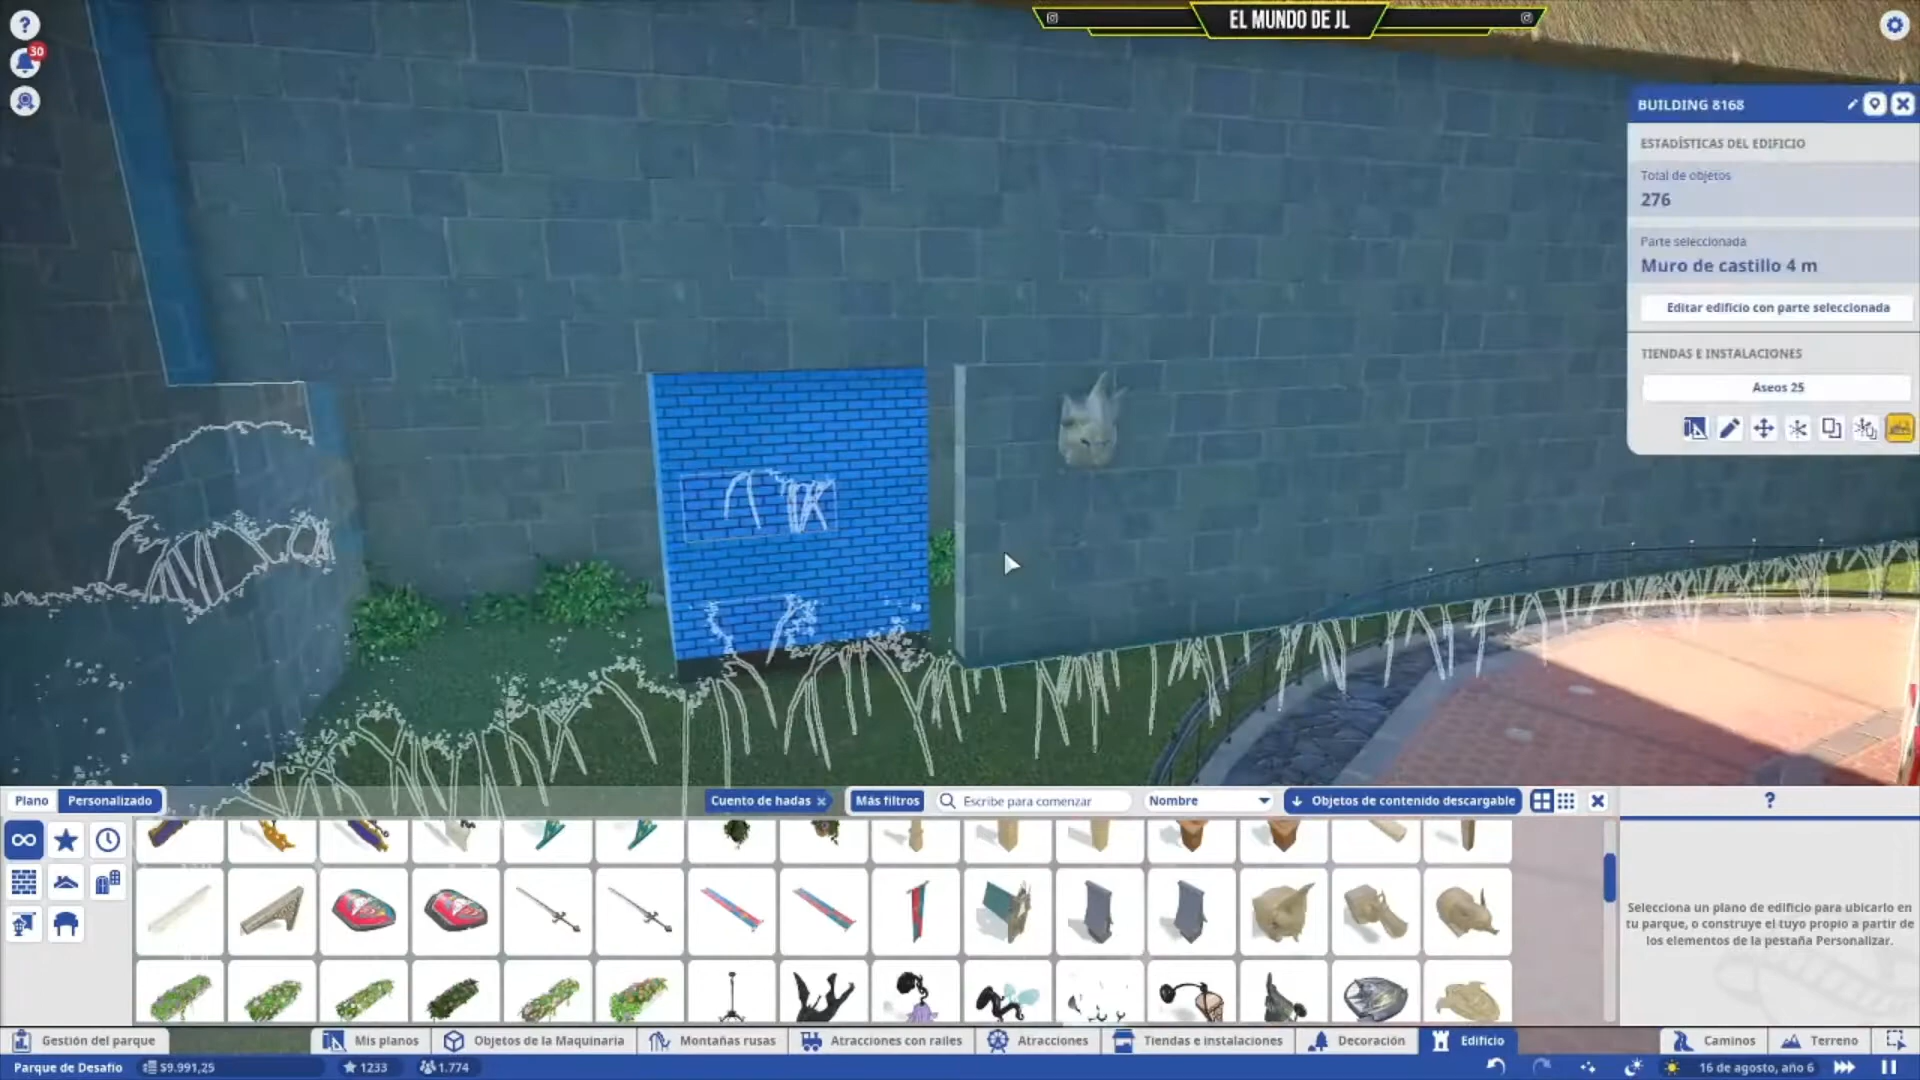 ?
30
EL MUNDO DE JL
BUILDING 8168
ESTADÍSTICAS DEL EDIFICIO
Total de objetos
276
Parte seleccionada
Muro de castillo 4 m
Editar edificio con parte seleccionada
TIENDAS E INSTALACIONES
Aseos 25
Plano
Personalizado
Cuento de hadas
Más filtros
Escribe para comenzar
Nombre
Objetos de contenido descargable
?
Selecciona un plano de edificio para ubicarlo en
tu parque, o construye el tuyo propio a partir de
los elementos de la pestaña Personalizar.
Gestión del parque
Mis planos
Objetos de la Maquinaria
Montañas rusas
Atracciones con raíles
Atracciones
Tiendas e instalaciones
Decoración
Edificio
Caminos
Terreno
Parque de Desafío
$9.991,25
1233
1.774
16 de agosto, año 6